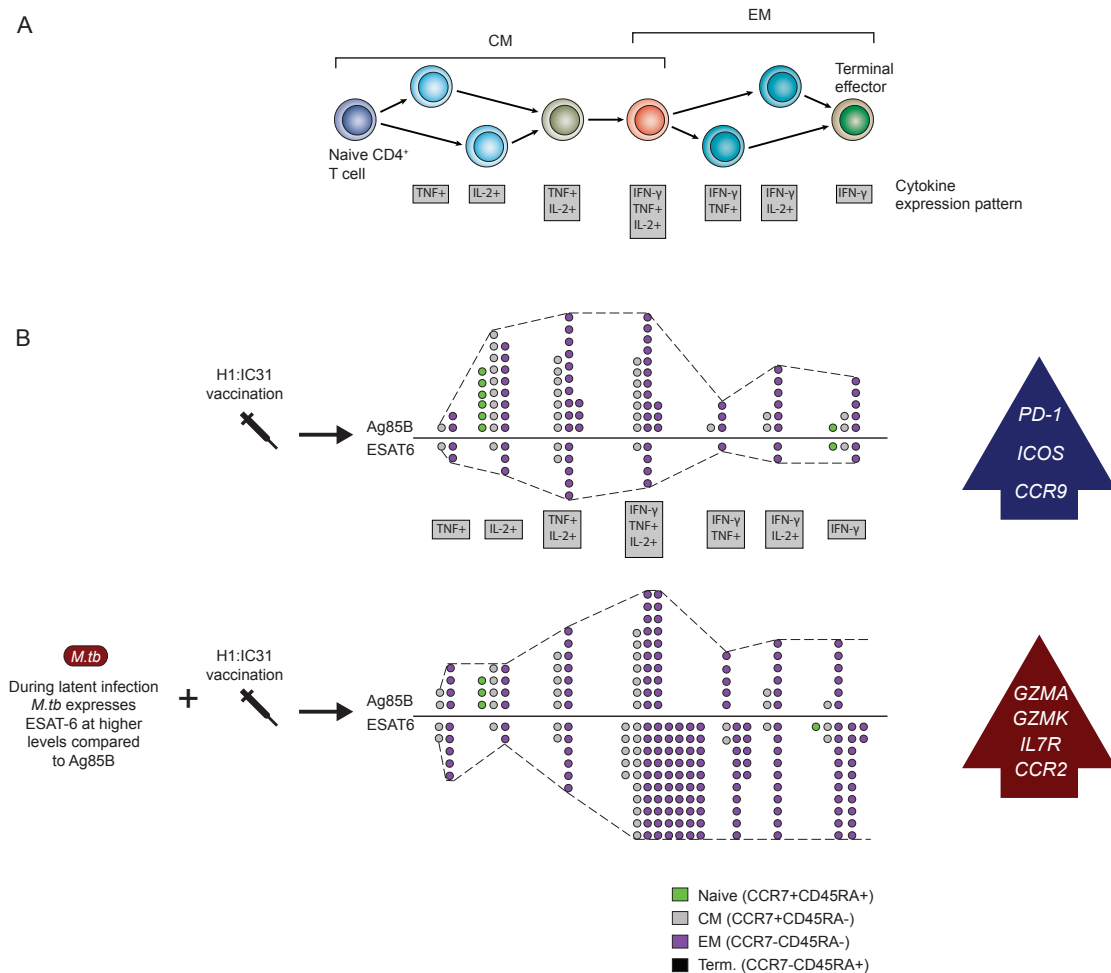 A
CM
EM
Terminal
effector
Naive CD4⁺
T cell
TNF+
IL-2+
TNF+
IL-2+
IFN-γ
TNF+
IL-2+
IFN-γ
TNF+
IFN-γ
IL-2+
IFN-γ
Cytokine
expression pattern
B
H1:IC31
vaccination
Ag85B
ESAT6
TNF+
IL-2+
TNF+
IL-2+
IFN-γ
TNF+
IL-2+
IFN-γ
TNF+
IFN-γ
IL-2+
IFN-γ
PD-1
ICOS
CCR9
M.tb
During latent infection
M.tb expresses
ESAT-6 at higher
levels compared
to Ag85B
+
H1:IC31
vaccination
Ag85B
ESAT6
GZMA
GZMK
IL7R
CCR2
Naive (CCR7+CD45RA+)
CM (CCR7+CD45RA-)
EM (CCR7-CD45RA-)
Term. (CCR7-CD45RA+)